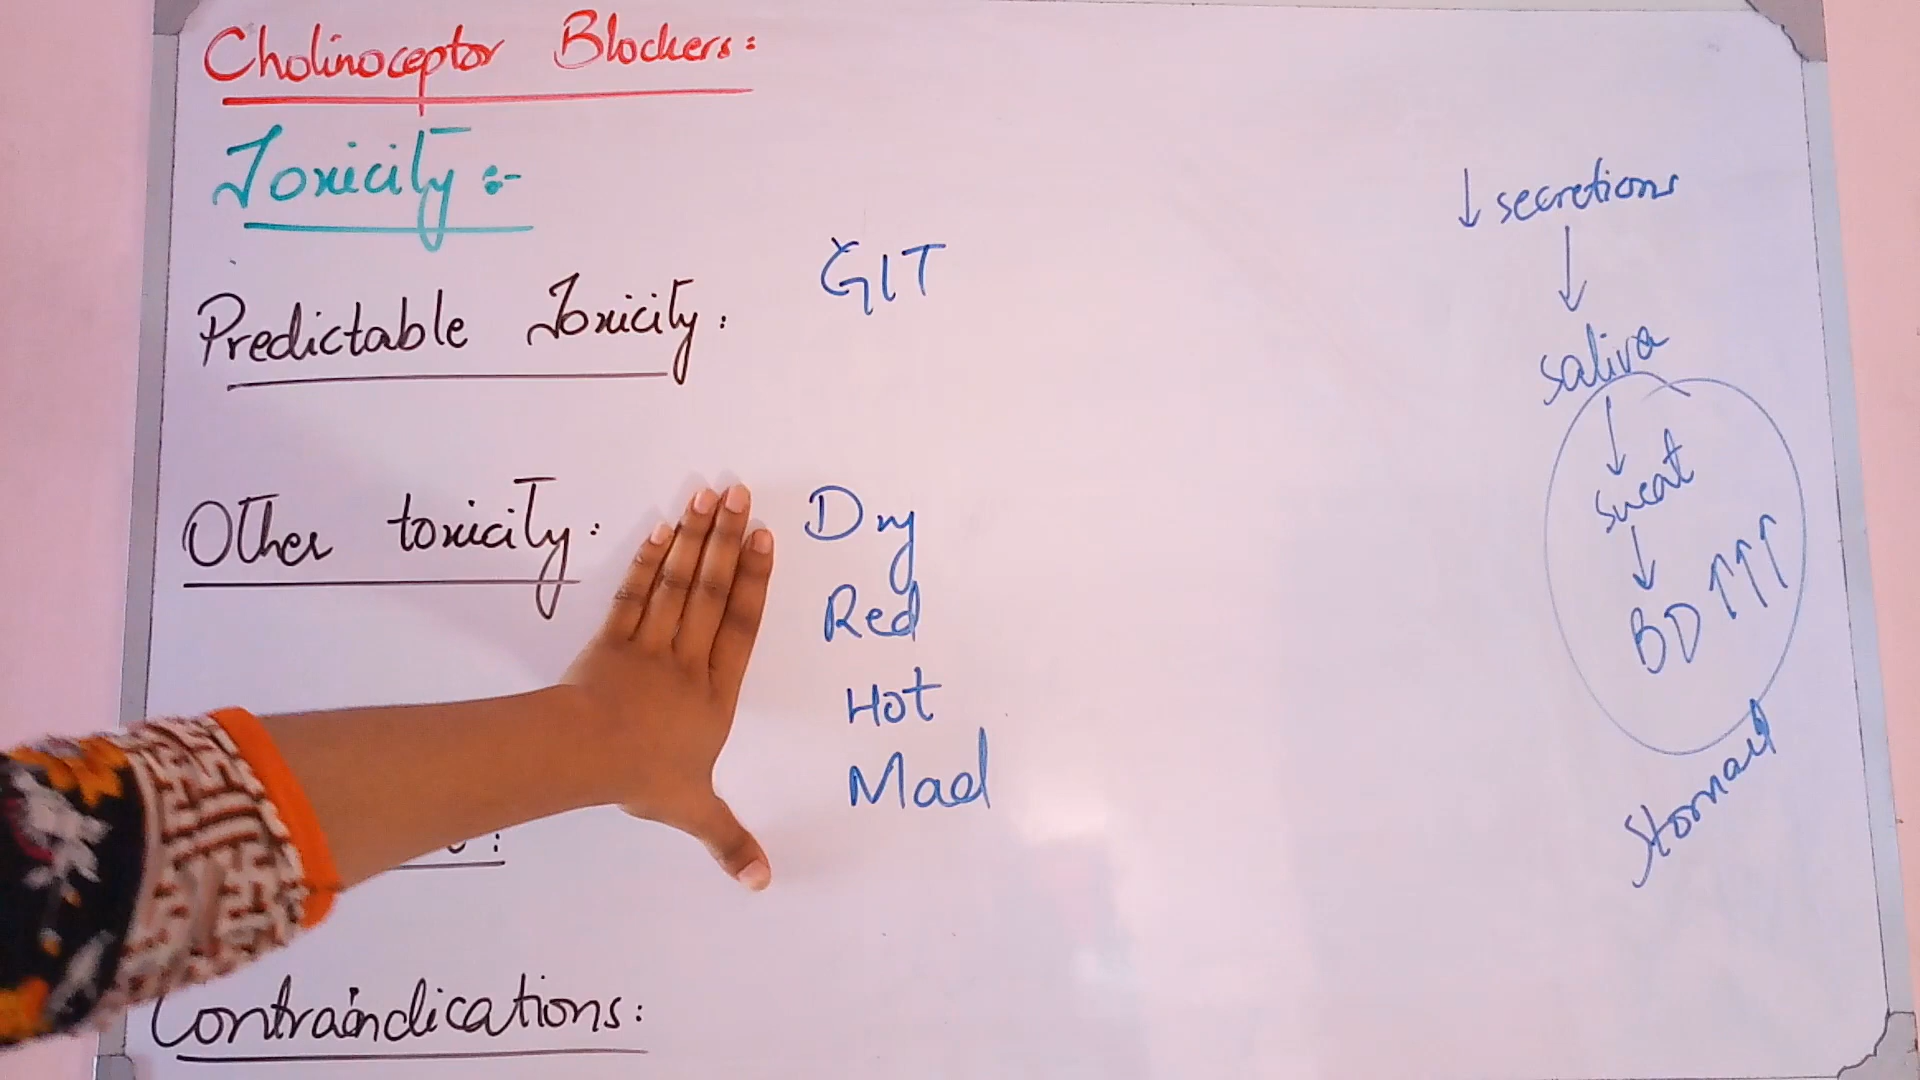 Cholinoceptor Blockers:
Toxicity :-
Predictable Toxicity:
GIT
Other toxicity:
Dry
Red
Hot
Mad
:
Contraindications:
↓ secretions
↓
saliva
↓
sweat
↓
BD ↑↑↑
Stomach